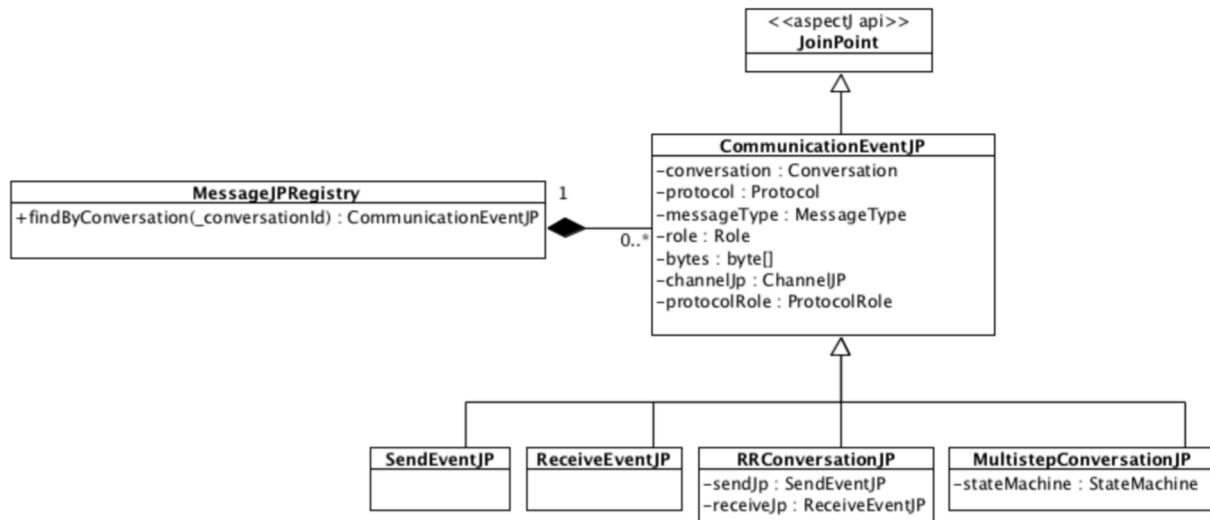 <<aspectJ api>>
JoinPoint
CommunicationEventJP
-conversation : Conversation
-protocol : Protocol
-messageType : MessageType
-role : Role
-bytes : byte[]
-channelJp : ChannelJP
-protocolRole : ProtocolRole
MessageJPRegistry
+findByConversation(_conversationId) : CommunicationEventJP
1
0..*
SendEventJP
ReceiveEventJP
RRConversationJP
-sendJp : SendEventJP
-receiveJp : ReceiveEventJP
MultistepConversationJP
-stateMachine : StateMachine